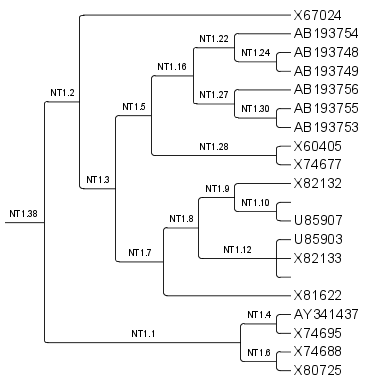 X67024
NT1.22
AB193754
NT1.24
AB193748
AB193749
NT1.16
NT1.2
AB193756
NT1.27
NT1.5
NT1.30
AB193755
AB193753
NT1.28
X60405
X74677
NT1.3
X82132
NT1.9
NT1.10
NT1.38
NT1.8
U85907
U85903
NT1.12
X82133
NT1.7
X81622
NT1.4
AY341437
NT1.1
X74695
NT1.6
X74688
X80725